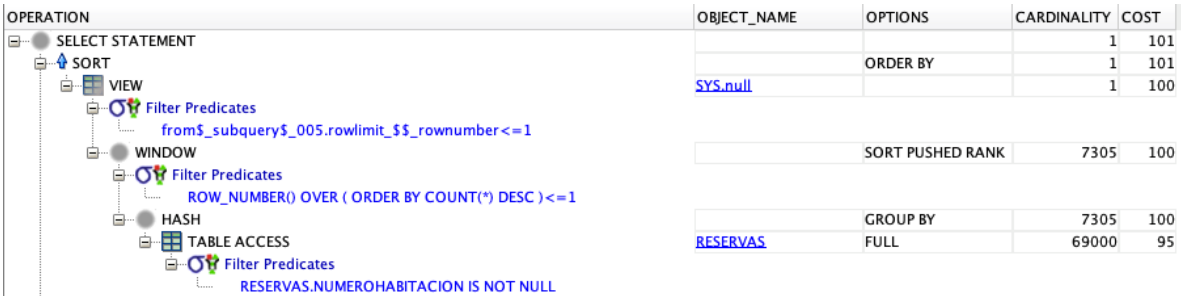 OPERATION OBJECT_NAME OPTIONS CARDINALITY COST
SELECT STATEMENT 1 101
SORT ORDER BY 1 101
VIEW SYS.null 1 100
Filter Predicates
from$_subquery$_005.rowlimit_$$_rownumber<=1
WINDOW SORT PUSHED RANK 7305 100
Filter Predicates
ROW_NUMBER() OVER ( ORDER BY COUNT(*) DESC )<=1
HASH GROUP BY 7305 100
TABLE ACCESS RESERVAS FULL 69000 95
Filter Predicates
RESERVAS.NUMEROHABITACION IS NOT NULL